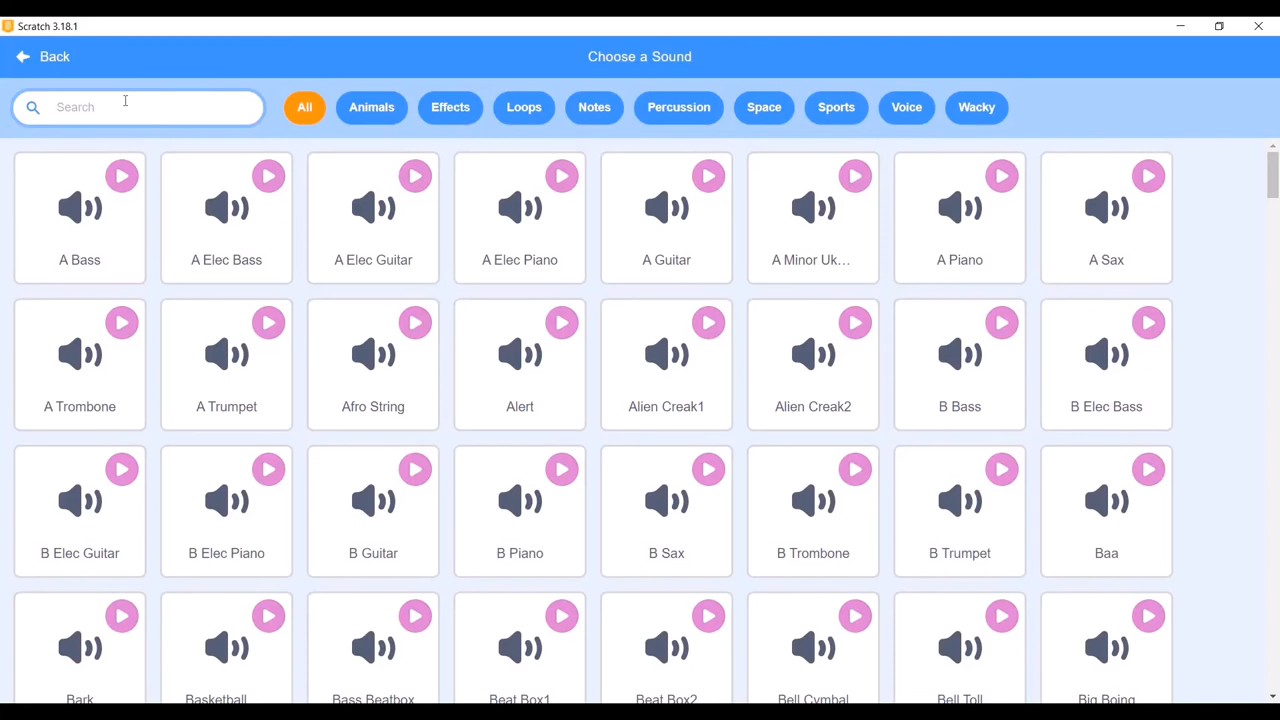 Scratch 3.18.1
Back
Choose a Sound
Search
All
Animals
Effects
Loops
Notes
Percussion
Space
Sports
Voice
Wacky
A Bass
A Elec Bass
A Elec Guitar
A Elec Piano
A Guitar
A Minor Uk...
A Piano
A Sax
A Trombone
A Trumpet
Afro String
Alert
Alien Creak1
Alien Creak2
B Bass
B Elec Bass
B Elec Guitar
B Elec Piano
B Guitar
B Piano
B Sax
B Trombone
B Trumpet
Baa
Bark
Basketball
Bass Beatbox
Beat Box1
Beat Box2
Bell Cymbal
Bell Toll
Big Boing